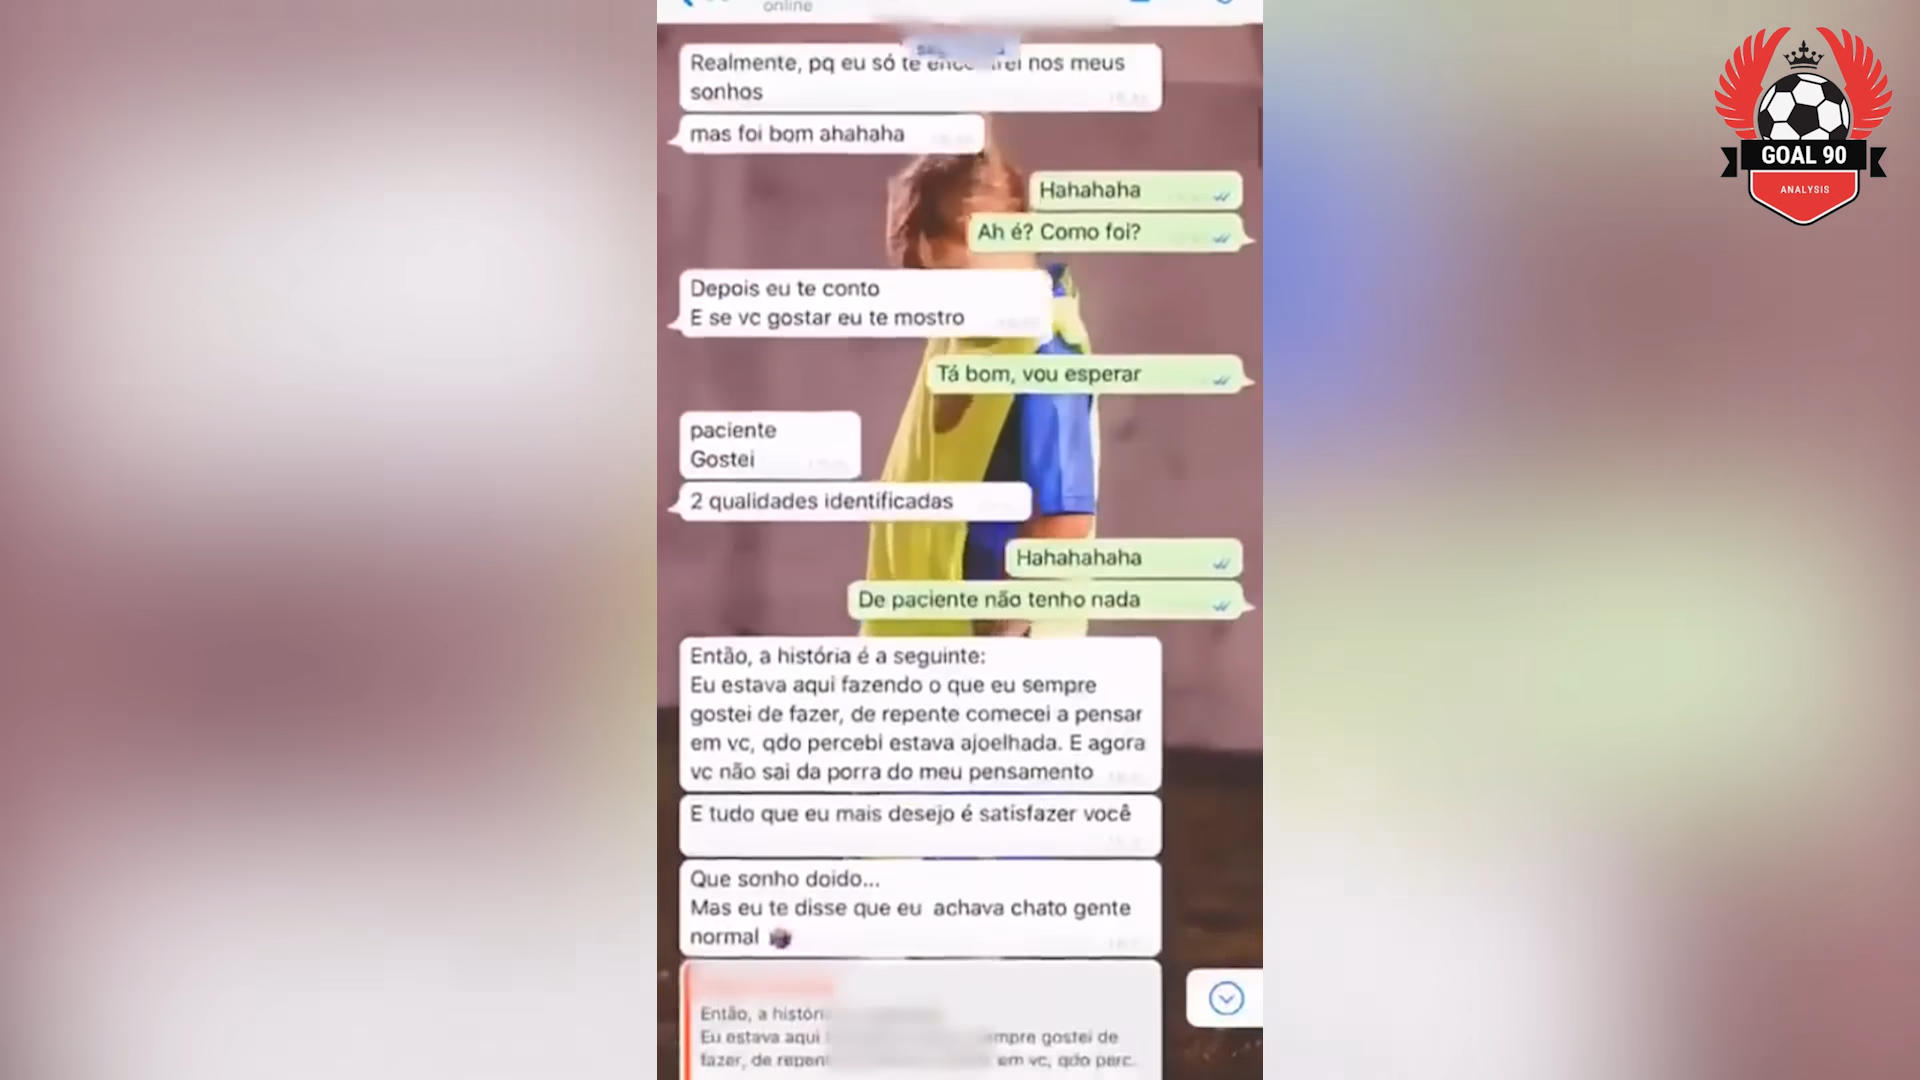 online
Realmente, pq eu só te nos meus
sonhos
mas foi bom ahahaha
Hahahaha
Ah é? Como foi?
Depois eu te conto
E se vc gostar eu te mostro
Tá bom, vou esperar
paciente
Gostei
2 qualidades identificadas
Hahahahaha
De paciente não tenho nada
Então, a história é a seguinte:
Eu estava aqui fazendo o que eu sempre
gostei de fazer, de repente comecei a pensar
em vc, qdo percebi estava ajoelhada. E agora
vc não sai da porra do meu pensamento
E tudo que eu mais desejo é satisfazer você
Que sonho doido...
Mas eu te disse que eu achava chato gente
normal
Então, a
Eu estava aqui gostei de
fazer, de em vc, qdo perc.
GOAL 90
ANALYSIS